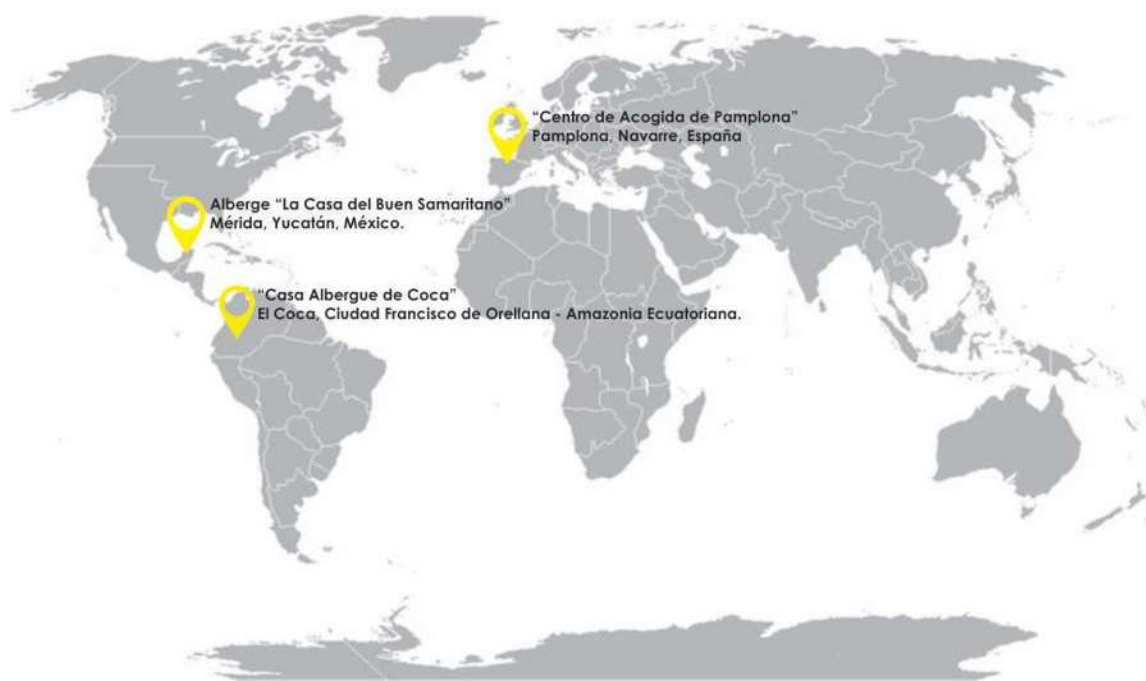 “Centro de Acogida de Pamplona”
Pamplona, Navarre, España
Alberge “La Casa del Buen Samaritano”
Mérida, Yucatán, México.
“Casa Albergue de Coca”
El Coca, Ciudad Francisco de Orellana - Amazonia Ecuatoriana.